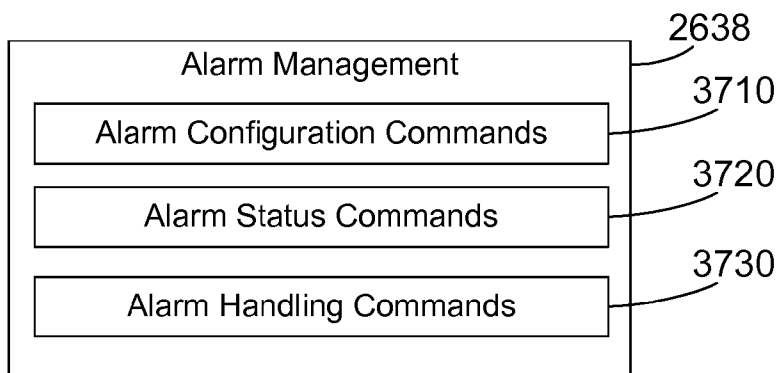 2638
Alarm Management
3710
Alarm Configuration Commands
3720
Alarm Status Commands
3730
Alarm Handling Commands